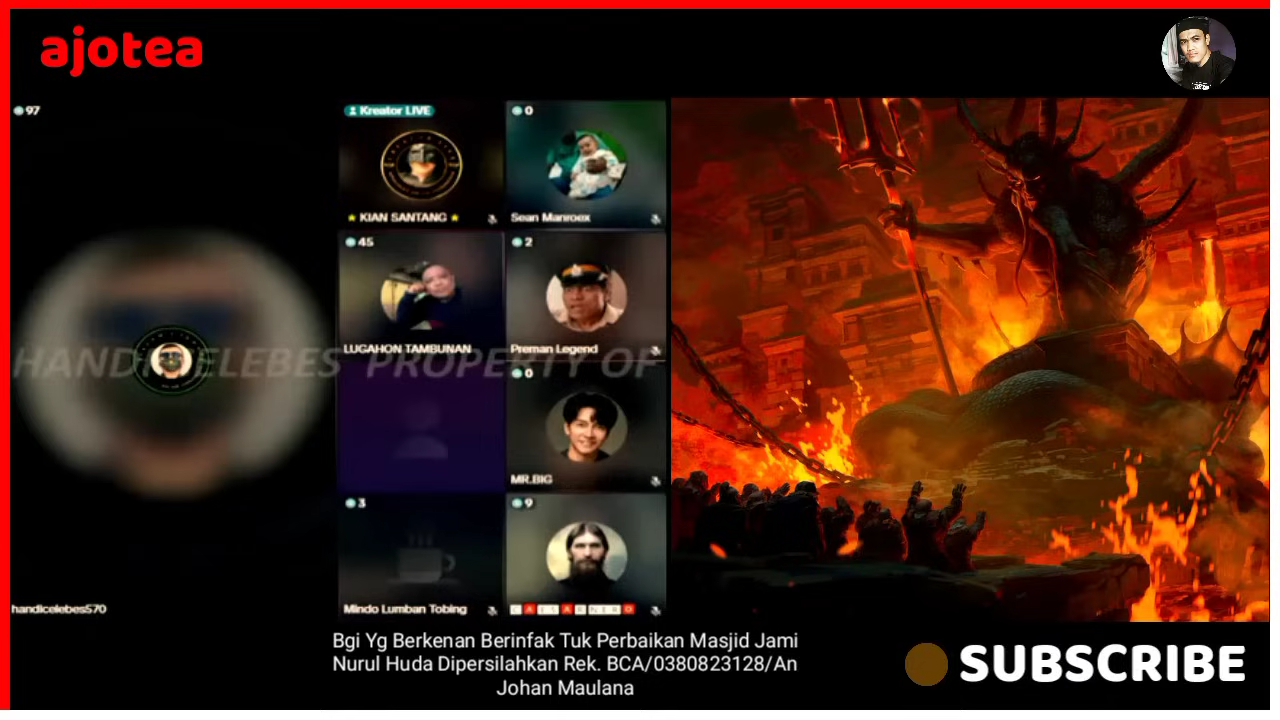 ajotea
97
Kreator LIVE
0
KIAN SANTANG
Sean Manroex
45
2
LUGAHON TAMBUNAN
Preman Legend
HANDICELEBES PROPERTY OF
0
MR.BIG
3
9
handicelebes570
Mindo Lumban Tobing
Bgi Yg Berkenan Berinfak Tuk Perbaikan Masjid Jami
Nurul Huda Dipersilahkan Rek. BCA/0380823128/An
Johan Maulana
SUBSCRIBE